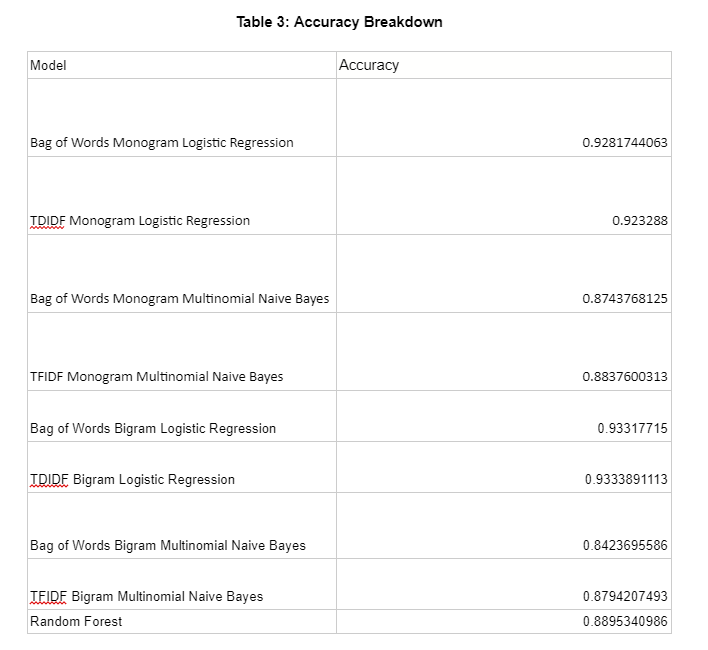 Table 3: Accuracy Breakdown
Model Accuracy
Bag of Words Monogram Logistic Regression 0.9281744063
TDIDF Monogram Logistic Regression 0.923288
Bag of Words Monogram Multinomial Naive Bayes 0.8743768125
TFIDF Monogram Multinomial Naive Bayes 0.8837600313
Bag of Words Bigram Logistic Regression 0.93317715
TDIDF Bigram Logistic Regression 0.9333891113
Bag of Words Bigram Multinomial Naive Bayes 0.8423695586
TFIDF Bigram Multinomial Naive Bayes 0.8794207493
Random Forest 0.8895340986